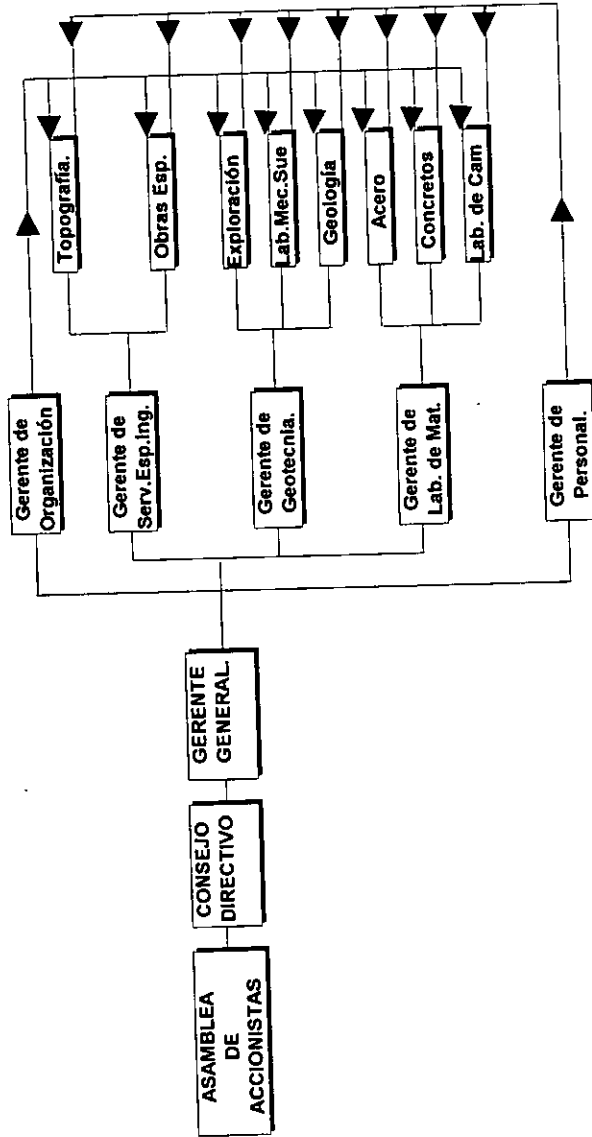 ASAMBLEA
DE
ACCIONISTAS
CONSEJO
DIRECTIVO
GERENTE
GENERAL.
Gerente de
Organización
Gerente de
Serv.Esp.Ing.
Gerente de
Geotecnia.
Gerente de
Lab. de Mat.
Gerente de
Personal.
Topografía.
Obras Esp.
Exploración
Lab.Mec.Sue
Geología
Acero
Concretos
Lab. de Cam